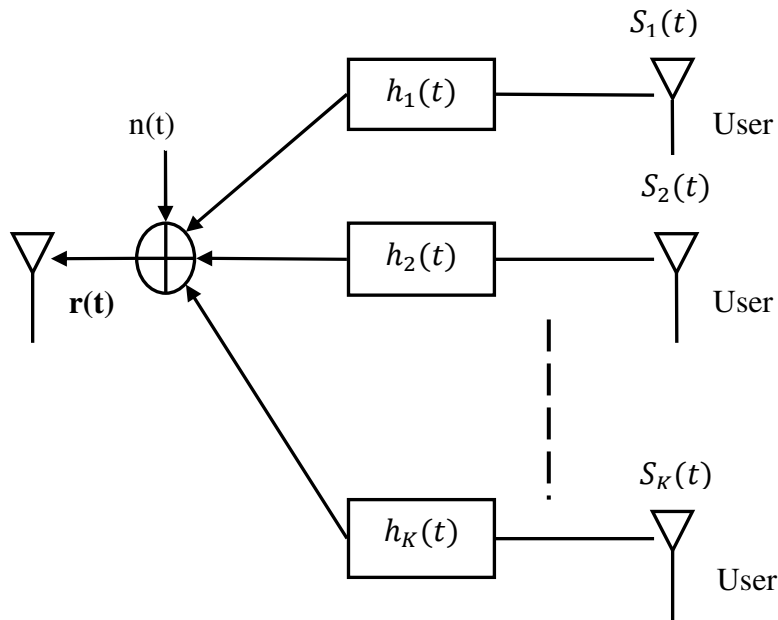 S₁(t)
h₁(t)
User
n(t)
S₂(t)
h₂(t)
r(t)
User
S_K(t)
h_K(t)
User